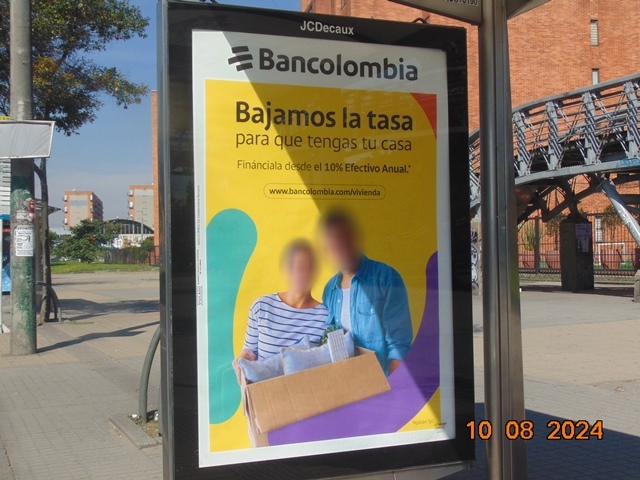 JCDecaux
Bancolombia
Bajamos la tasa
para que tengas tu casa
Fináncíala desde el 10% Efectivo Anual.*
www.bancolombia.com/vivienda
10 08 2024